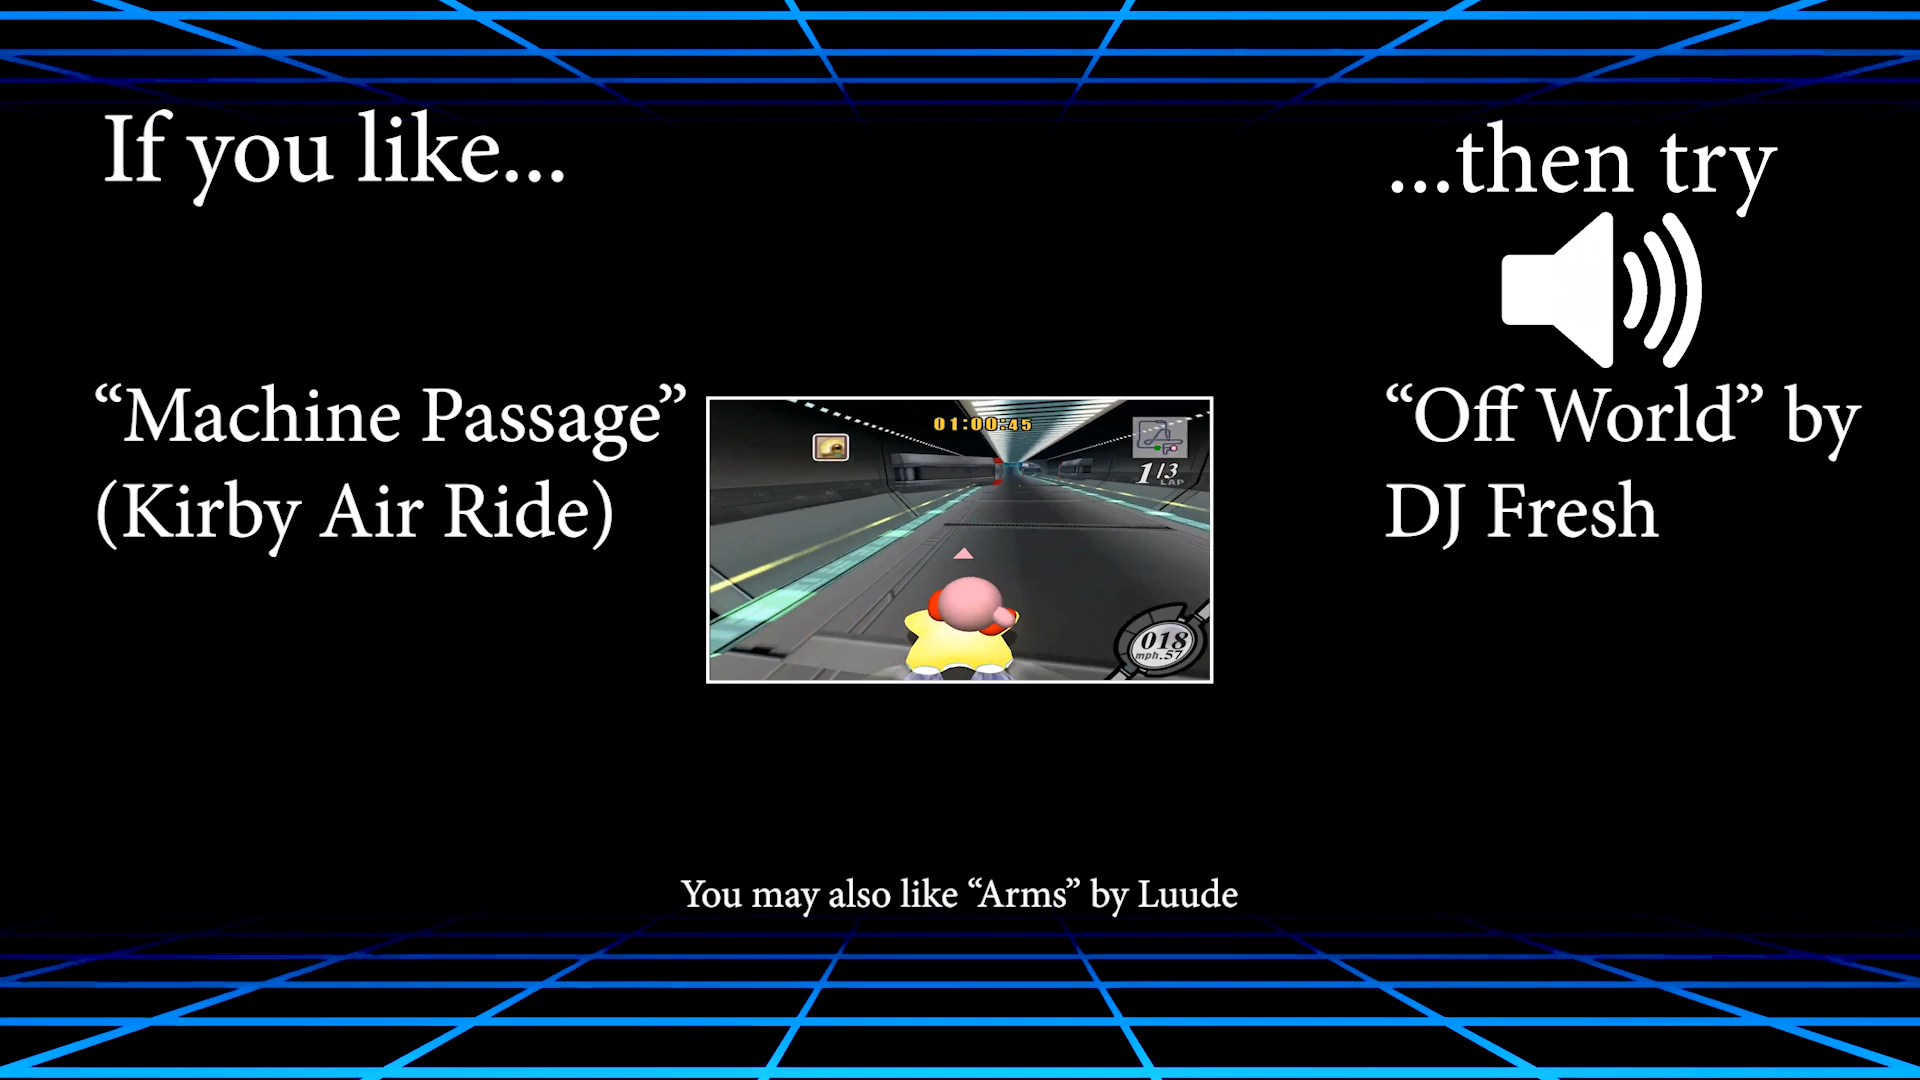 If you like...
...then try
“Machine Passage”
(Kirby Air Ride)
“Off World” by
DJ Fresh
01:00:45
1/3
LAP
018
mph.57
You may also like “Arms” by Luude